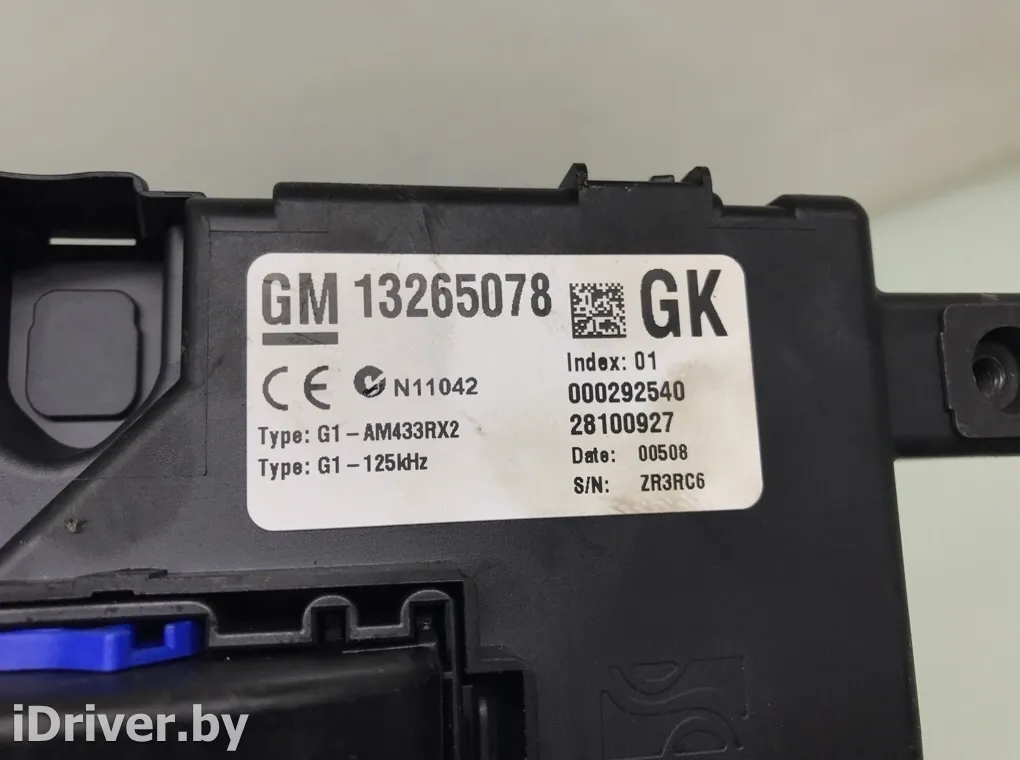 GM 13265078 GK
Index: 01
CE N11042 000292540
28100927
Type: G1-AM433RX2
Date: 00508
Type: G1-125kHz
S/N: ZR3RC6
iDriver.by